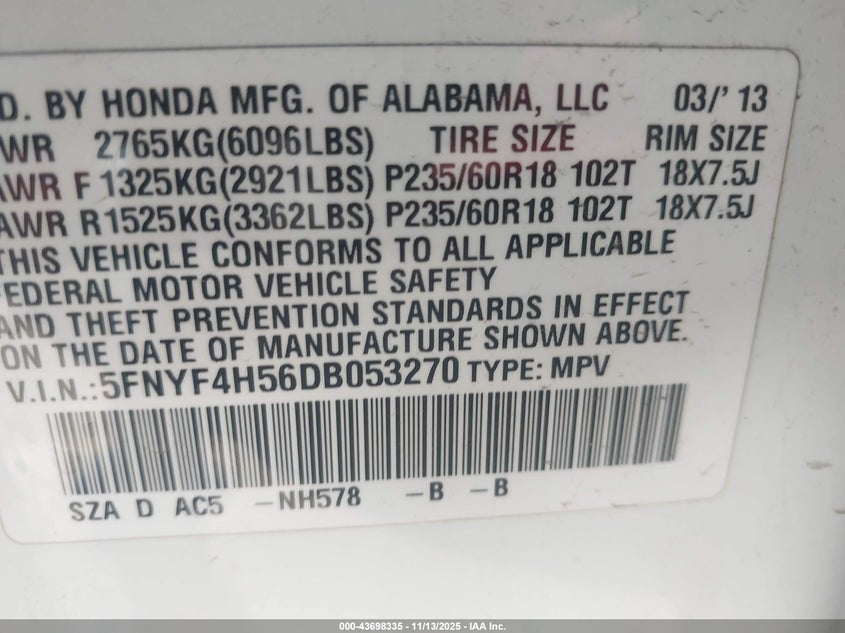 D. BY HONDA MFG. OF ALABAMA, LLC 03/'13
WR 2765KG(6096LBS) TIRE SIZE RIM SIZE
AWR F 1325KG(2921LBS) P235/60R18 102T 18X7.5J
AWR R1525KG(3362LBS) P235/60R18 102T 18X7.5J
THIS VEHICLE CONFORMS TO ALL APPLICABLE
FEDERAL MOTOR VEHICLE SAFETY
AND THEFT PREVENTION STANDARDS IN EFFECT
ON THE DATE OF MANUFACTURE SHOWN ABOVE.
V.I.N.:5FNYF4H56DB053270 TYPE: MPV
SZA D AC5 -NH578 -B -B
000-43698335 - 11/13/2025 - IAA Inc.